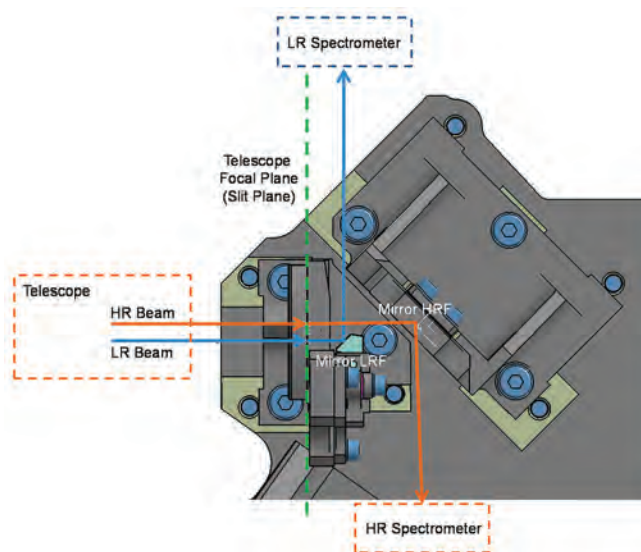 LR Spectrometer
Telescope
Focal Plane
(Slit Plane)
Telescope
HR Beam
LR Beam
Mirror HRF
Mirror LRF
HR Spectrometer